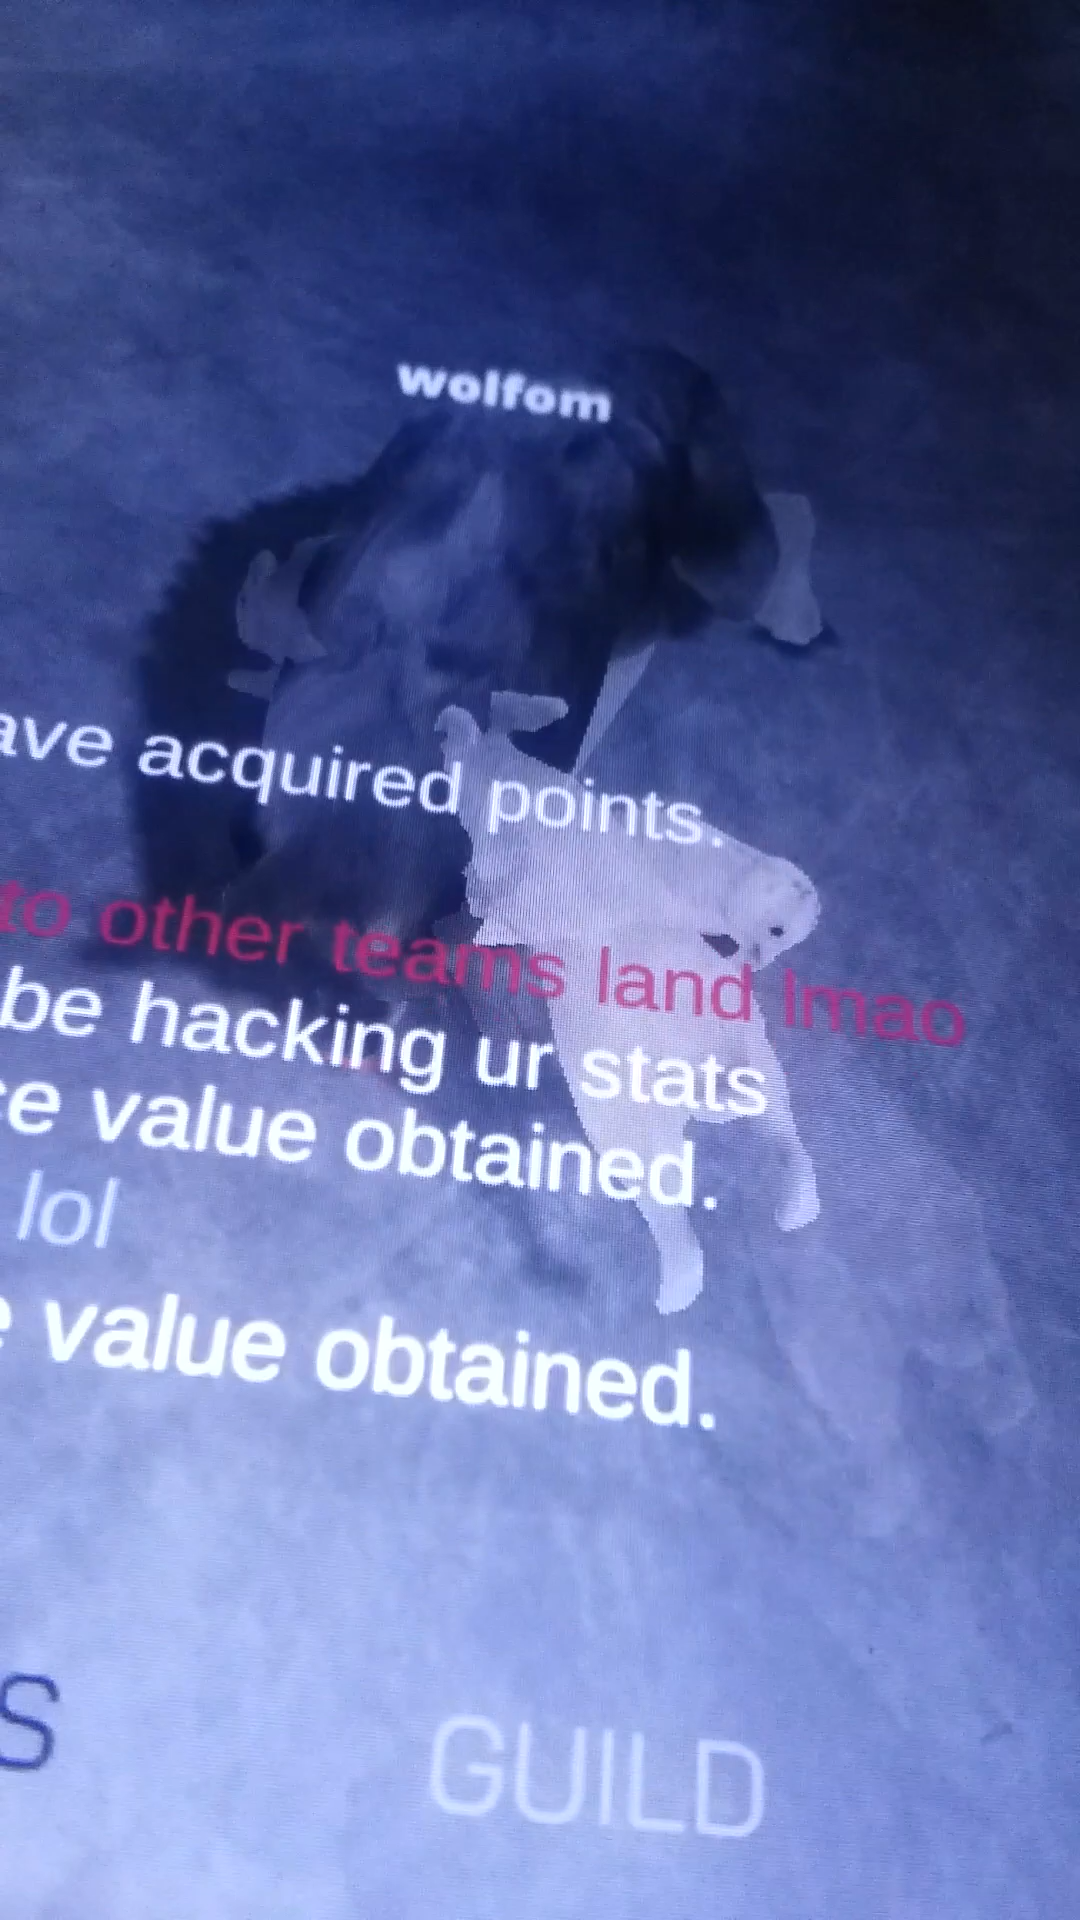 wolfom
ave acquired points.
to other teams land lmao
be hacking ur stats
ce value obtained.
lol
e value obtained.
S
GUILD